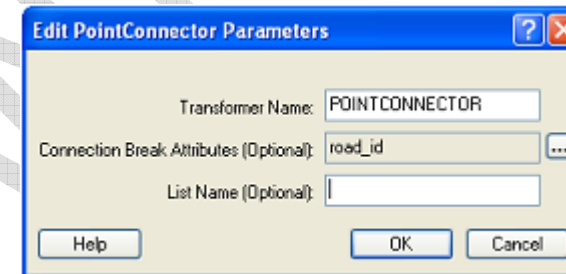 Edit PointConnector Parameters
Transformer Name: POINTCONNECTOR
Connection Break Attributes (Optional): road_id ...
List Name (Optional):
Help OK Cancel